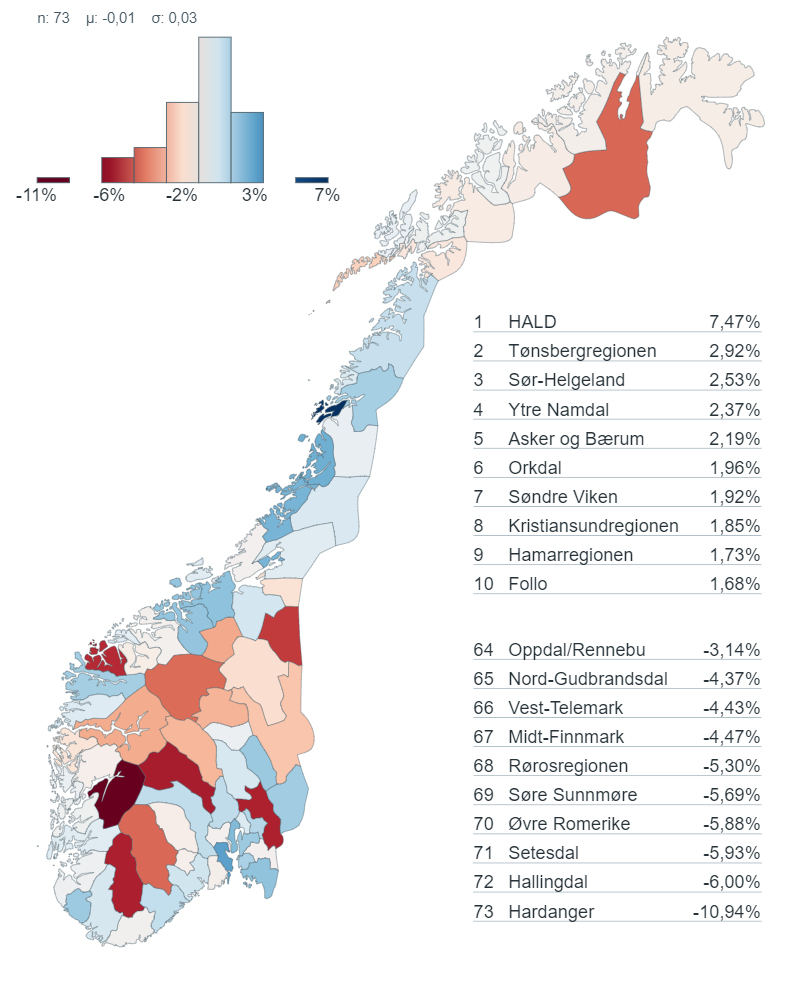 n: 73 µ: -0,01 σ: 0,03
-11% -6% -2% 3% 7%
1 HALD 7,47%
2 Tønsbergregionen 2,92%
3 Sør-Helgeland 2,53%
4 Ytre Namdal 2,37%
5 Asker og Bærum 2,19%
6 Orkdal 1,96%
7 Søndre Viken 1,92%
8 Kristiansundregionen 1,85%
9 Hamarregionen 1,73%
10 Follo 1,68%
64 Oppdal/Rennebu -3,14%
65 Nord-Gudbrandsdal -4,37%
66 Vest-Telemark -4,43%
67 Midt-Finnmark -4,47%
68 Rørosregionen -5,30%
69 Søre Sunnmøre -5,69%
70 Øvre Romerike -5,88%
71 Setesdal -5,93%
72 Hallingdal -6,00%
73 Hardanger -10,94%